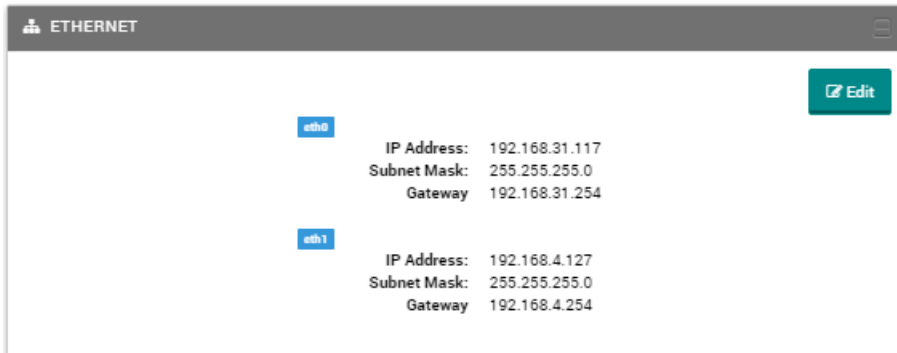 ETHERNET
Edit
eth0
IP Address: 192.168.31.117
Subnet Mask: 255.255.255.0
Gateway 192.168.31.254
eth1
IP Address: 192.168.4.127
Subnet Mask: 255.255.255.0
Gateway 192.168.4.254